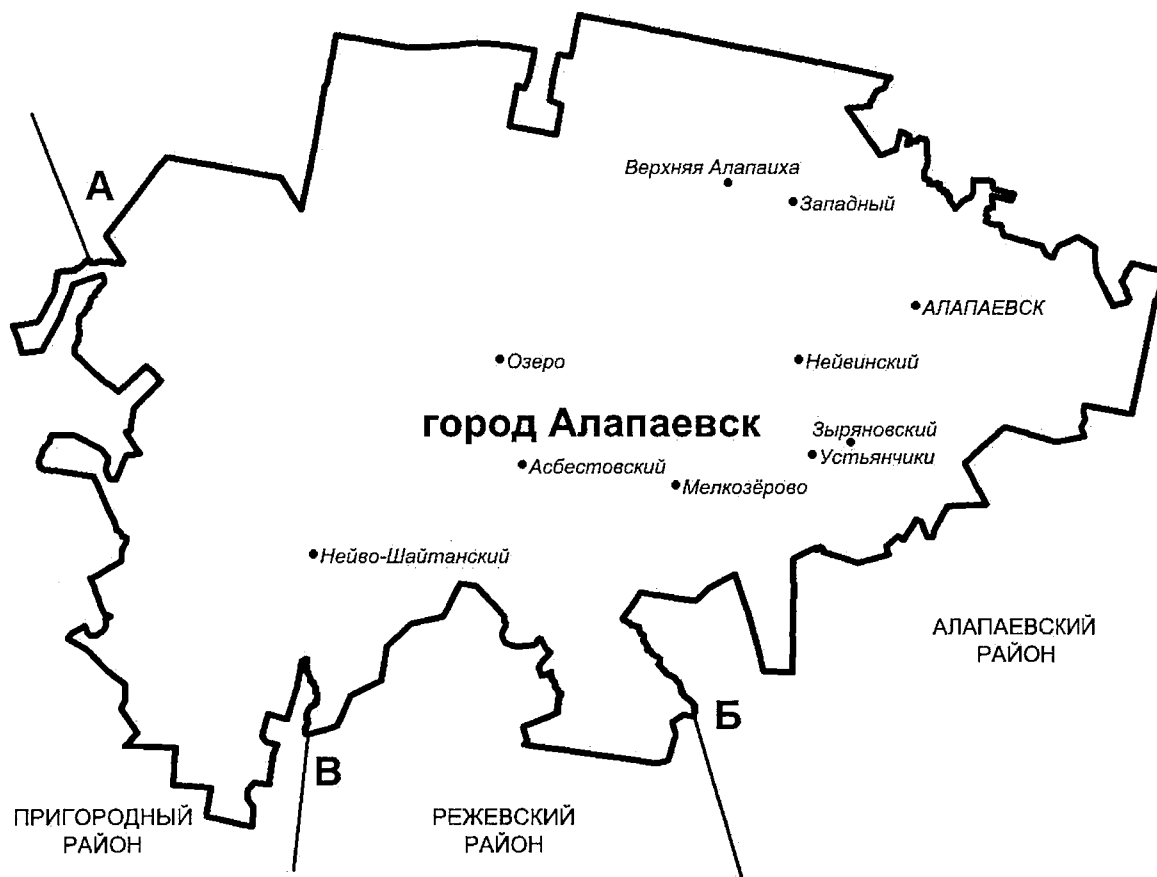 А
Верхняя Алапаиха
Западный
АЛАПАЕВСК
Озеро
Нейвинский
город Алапаевск
Зыряновский
Устьянчики
Асбестовский
Мелкозёрово
Нейво-Шайтанский
АЛАПАЕВСКИЙ
РАЙОН
Б
В
ПРИГОРОДНЫЙ
РАЙОН
РЕЖЕВСКИЙ
РАЙОН